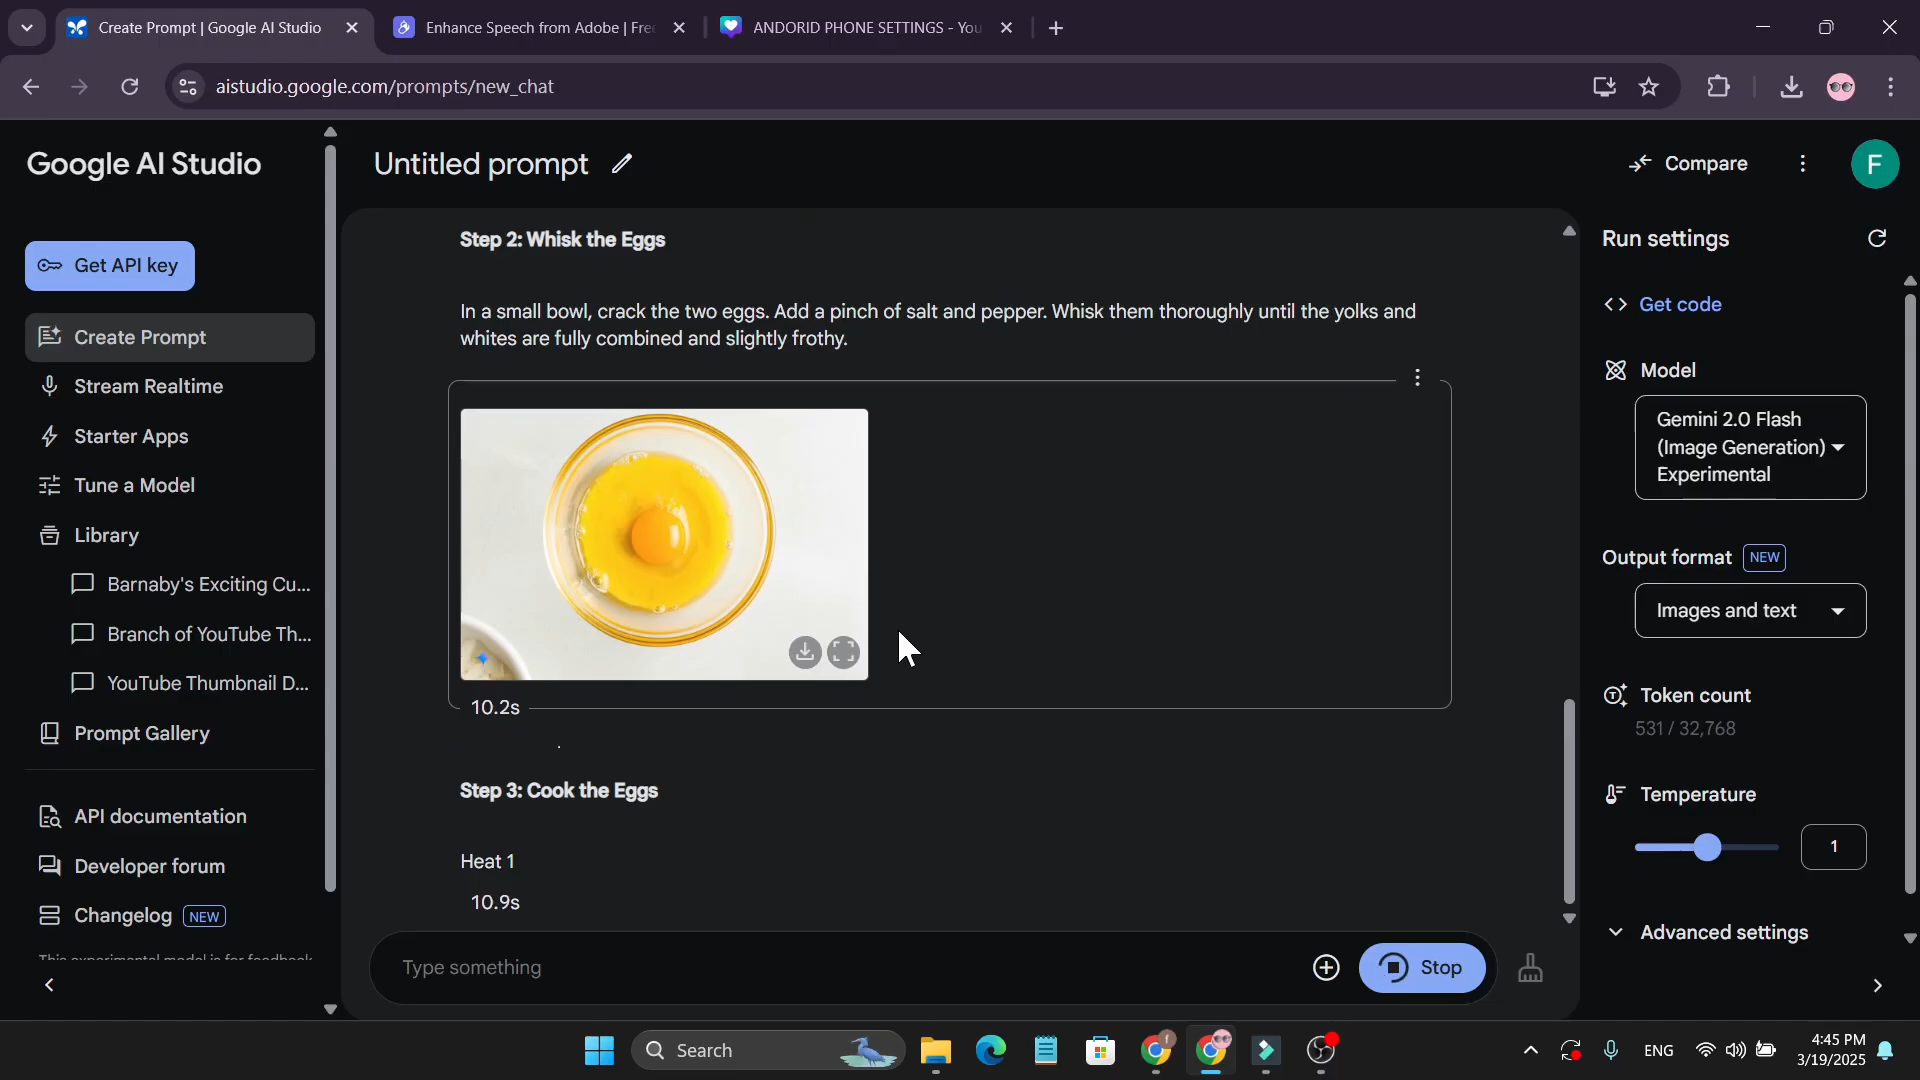 Create Prompt | Google AI Studio
Enhance Speech from Adobe | Fre
ANDORID PHONE SETTINGS - You
aistudio.google.com/prompts/new_chat
Google AI Studio
Untitled prompt
Compare
F
Get API key
Create Prompt
Stream Realtime
Starter Apps
Tune a Model
Library
Barnaby's Exciting Cu...
Branch of YouTube Th...
YouTube Thumbnail D...
Prompt Gallery
API documentation
Developer forum
Changelog NEW
This experimental model is for feedback
Step 2: Whisk the Eggs
In a small bowl, crack the two eggs. Add a pinch of salt and pepper. Whisk them thoroughly until the yolks and
whites are fully combined and slightly frothy.
10.2s
.
Step 3: Cook the Eggs
Heat 1
10.9s
Type something
Stop
Run settings
Get code
Model
Gemini 2.0 Flash
(Image Generation)
Experimental
Output format NEW
Images and text
Token count
531 / 32,768
Temperature
1
Advanced settings
Search
f
ENG
4:45 PM
3/19/2025